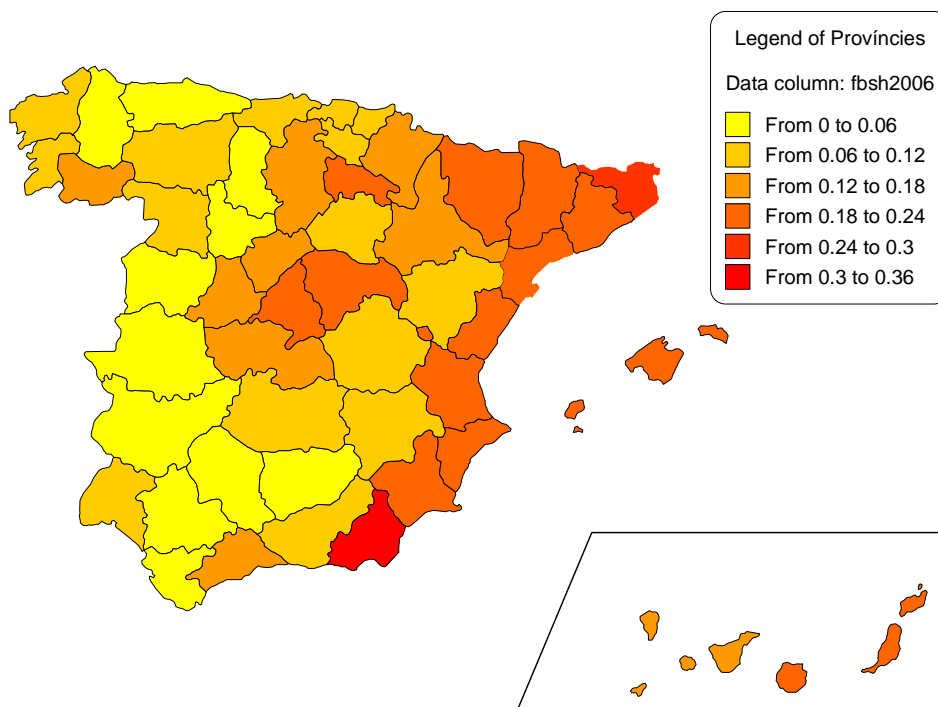 Legend of Províncies
Data column: fbsh2006
From 0 to 0.06
From 0.06 to 0.12
From 0.12 to 0.18
From 0.18 to 0.24
From 0.24 to 0.3
From 0.3 to 0.36